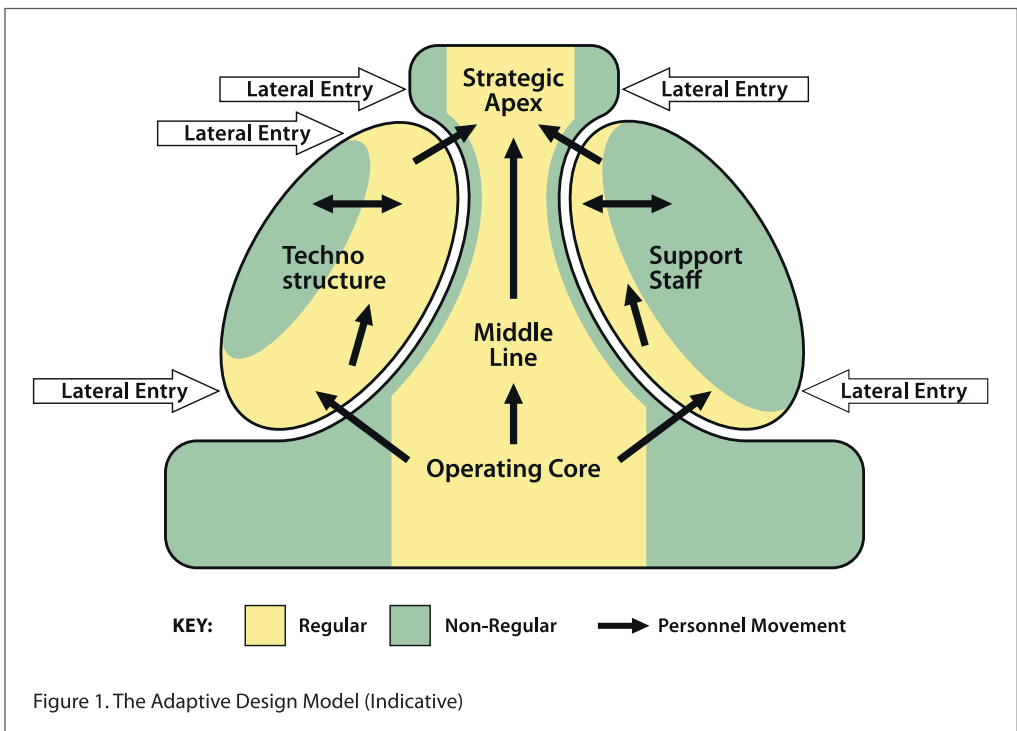 Strategic
Apex
Lateral Entry
Lateral Entry
Lateral Entry
Techno
structure
Support
Staff
Middle
Line
Lateral Entry
Lateral Entry
Operating Core
KEY:
Regular
Non-Regular
Personnel Movement
Figure 1. The Adaptive Design Model (Indicative)